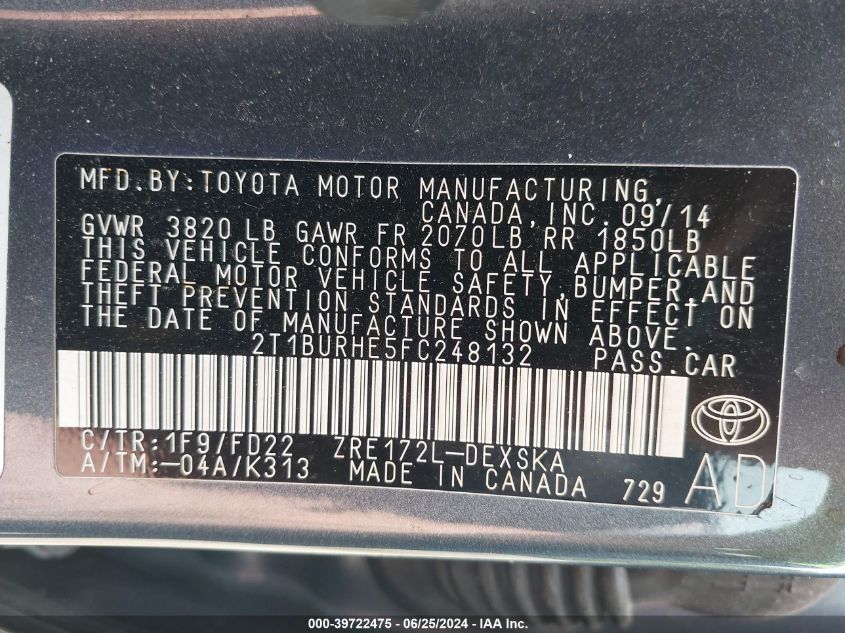 MFD.BY:TOYOTA MOTOR MANUFACTURING,
CANADA, INC. 09/14
GVWR 3820 LB GAWR FR 2070LB RR 1850LB
THIS VEHICLE CONFORMS TO ALL APPLICABLE
FEDERAL MOTOR VEHICLE SAFETY, BUMPER, AND
THEFT PREVENTION STANDARDS IN EFFECT ON
THE DATE OF MANUFACTURE SHOWN ABOVE.
2T1BURHE5FC248132 PASS.CAR
C/TR:1F9/FD22 ZRE172L-DEXSKA
A/TM:-04A/K313 MADE IN CANADA 729 AD
000-39722475 - 06/25/2024 - IAA Inc.